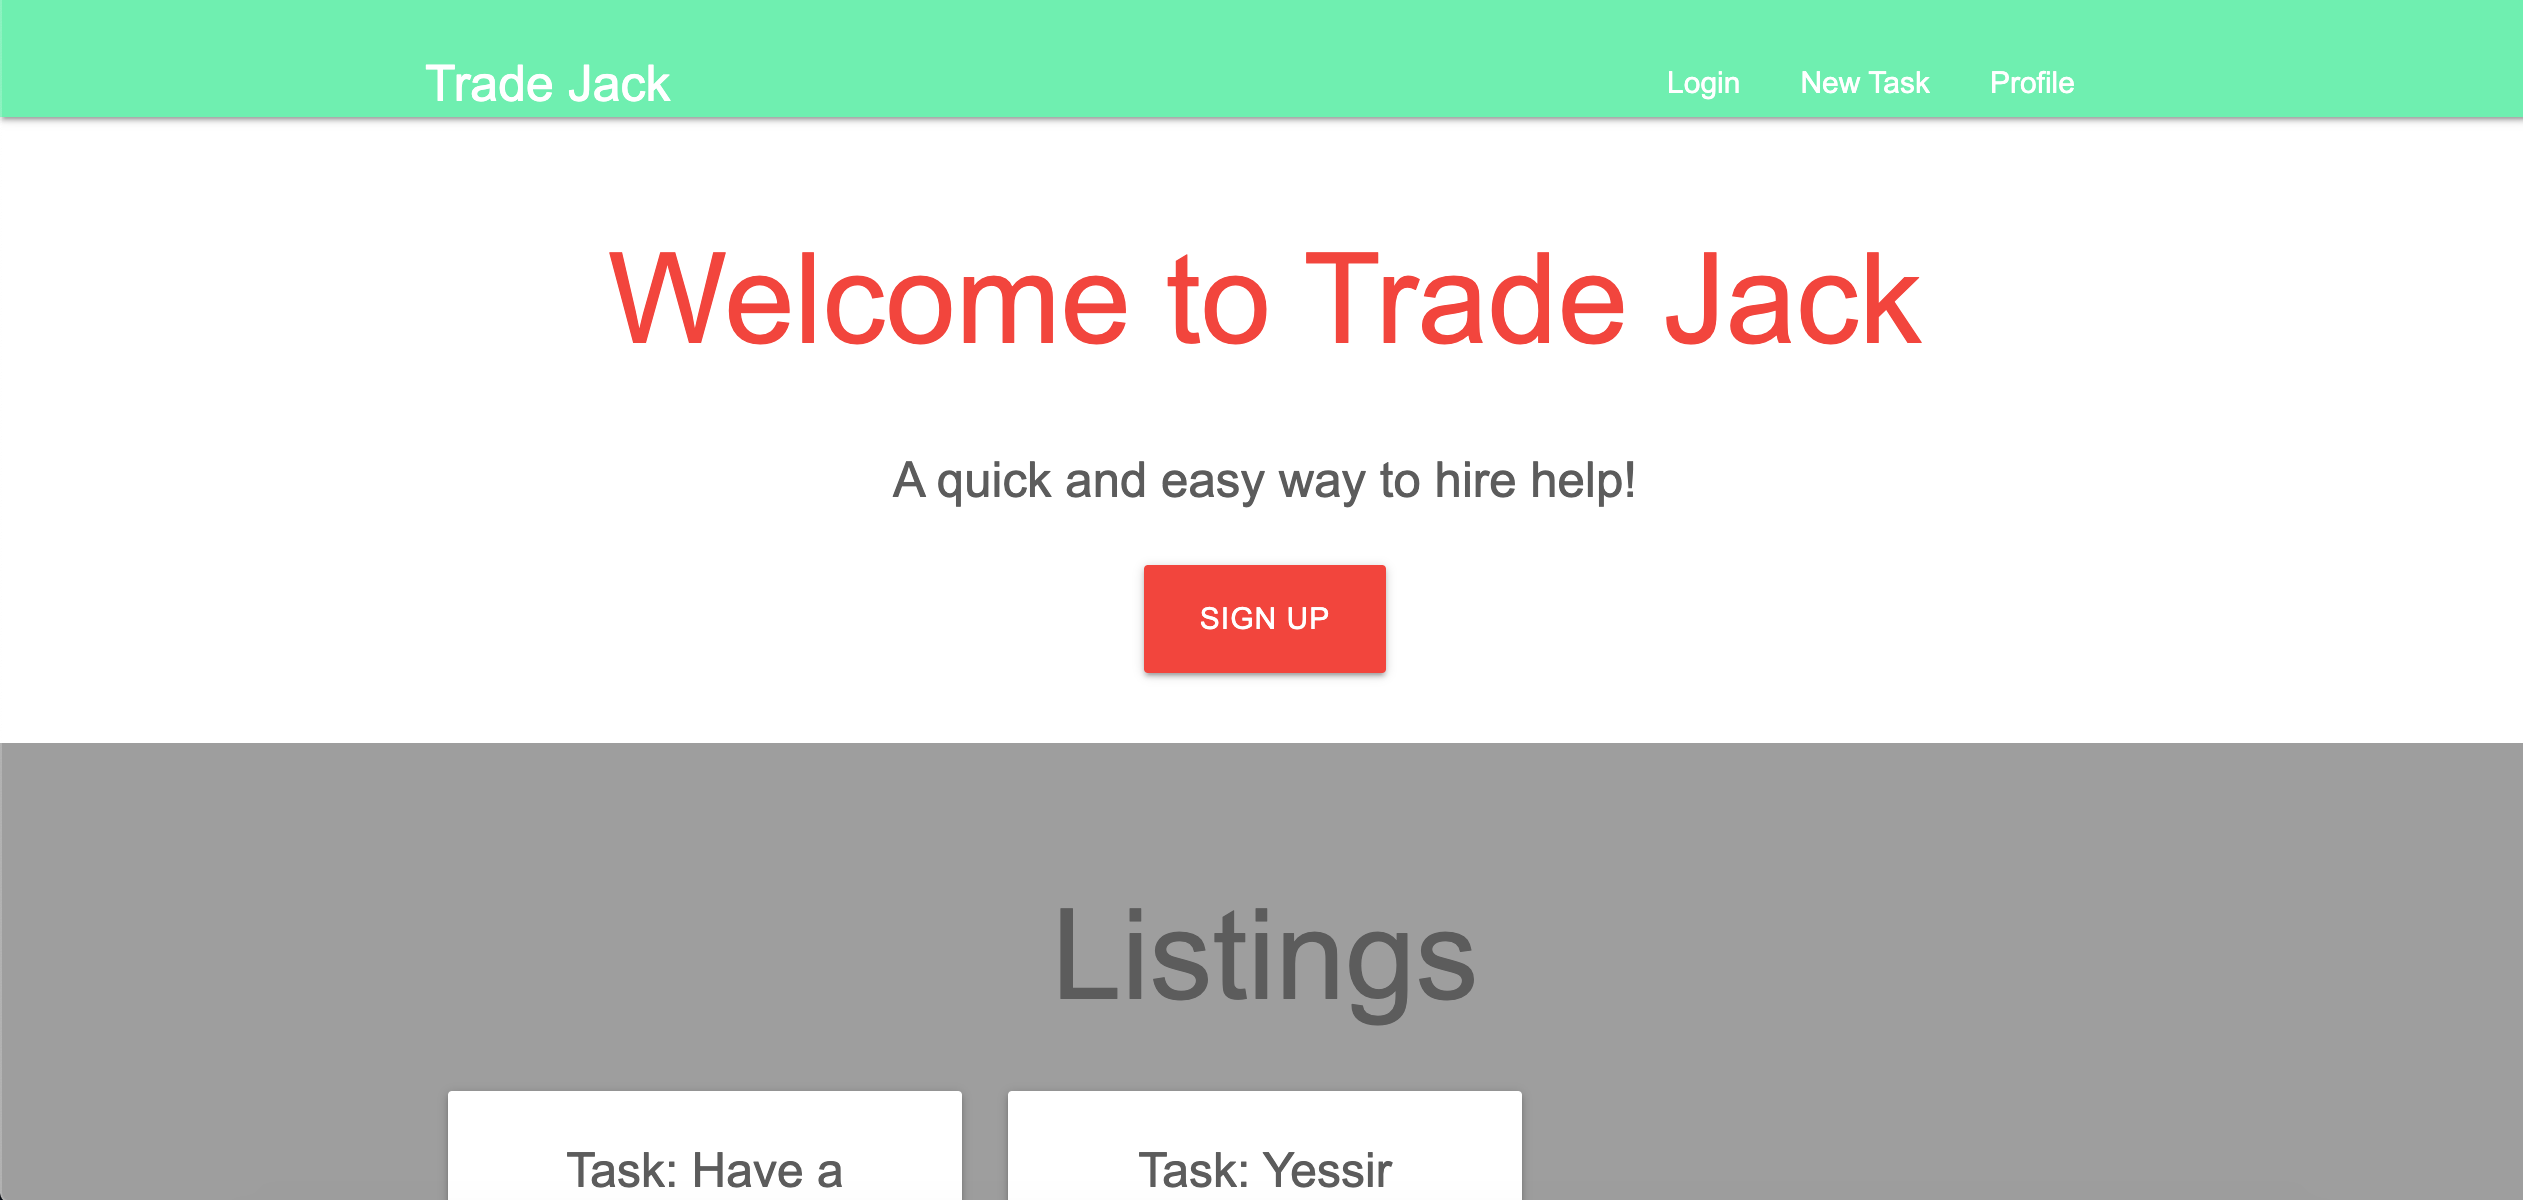 Trade Jack
Login New Task Profile
Welcome to Trade Jack
A quick and easy way to hire help!
SIGN UP
Listings
Task: Have a
Task: Yessir